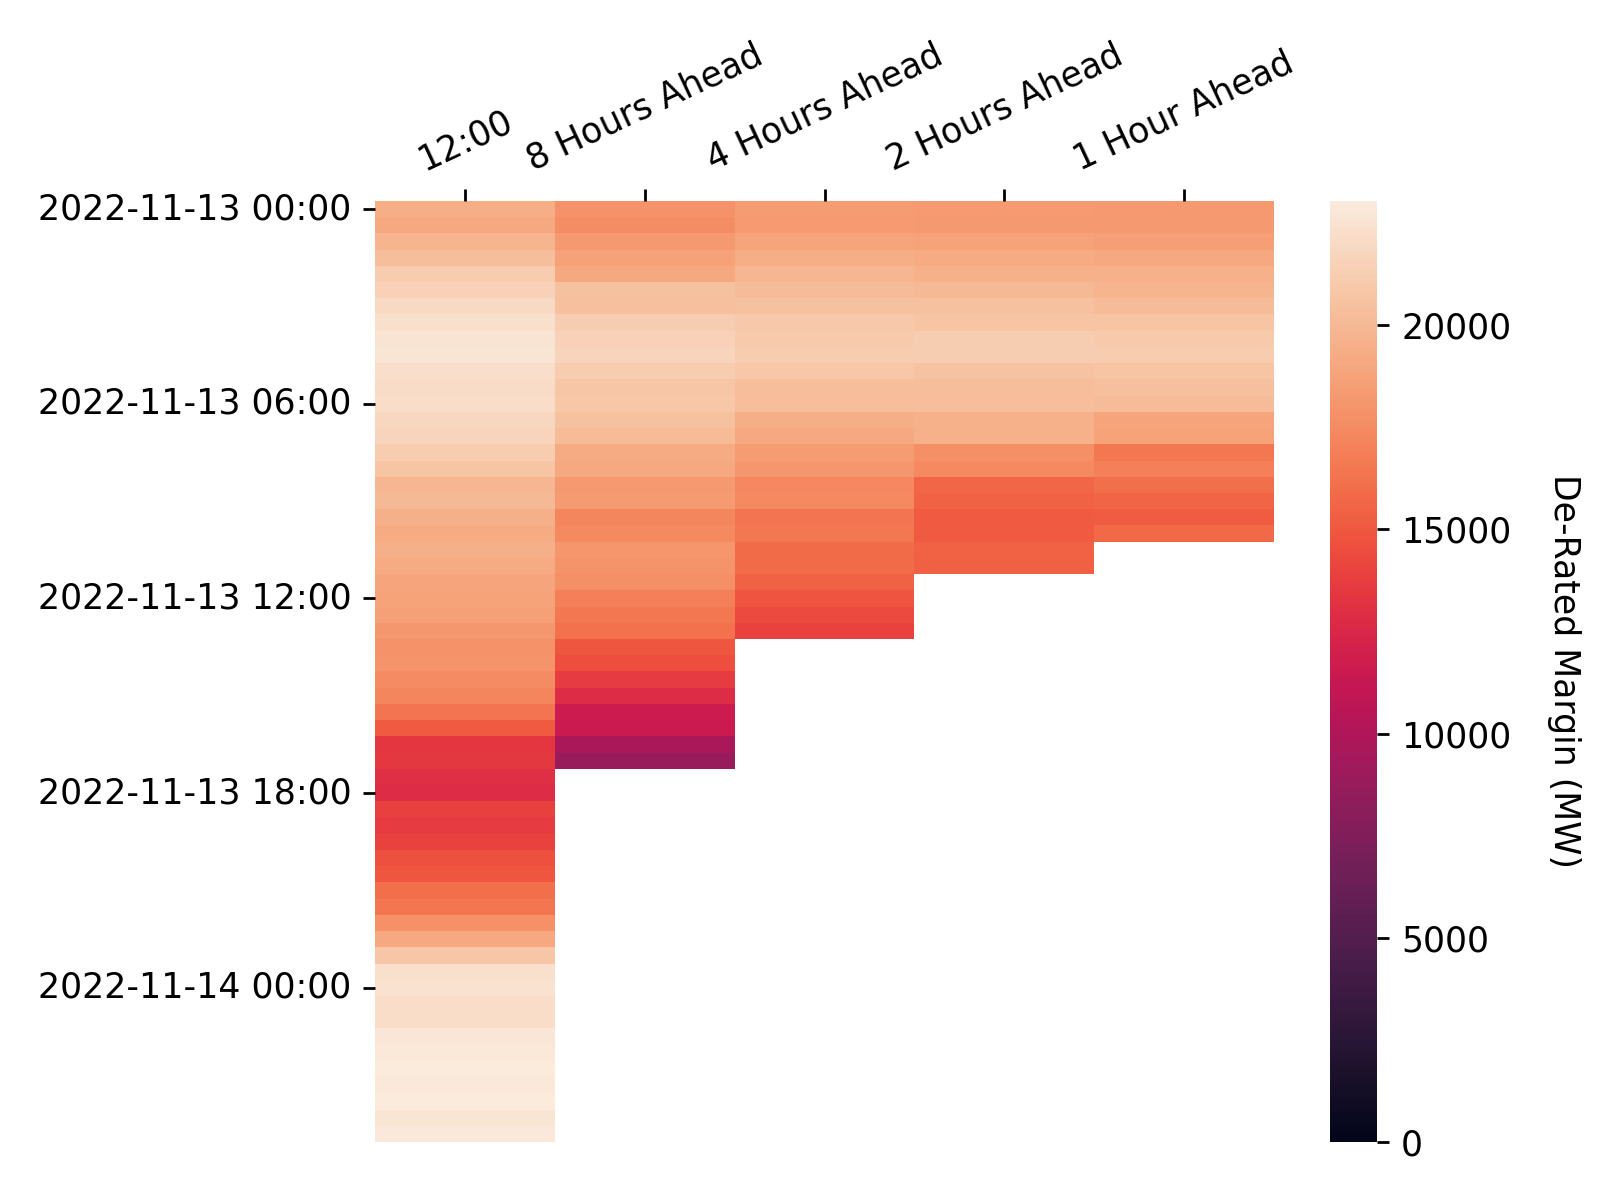 12:00
8 Hours Ahead
4 Hours Ahead
2 Hours Ahead
1 Hour Ahead
2022-11-13 00:00
2022-11-13 06:00
2022-11-13 12:00
2022-11-13 18:00
2022-11-14 00:00
20000
15000
10000
5000
0
De-Rated Margin (MW)